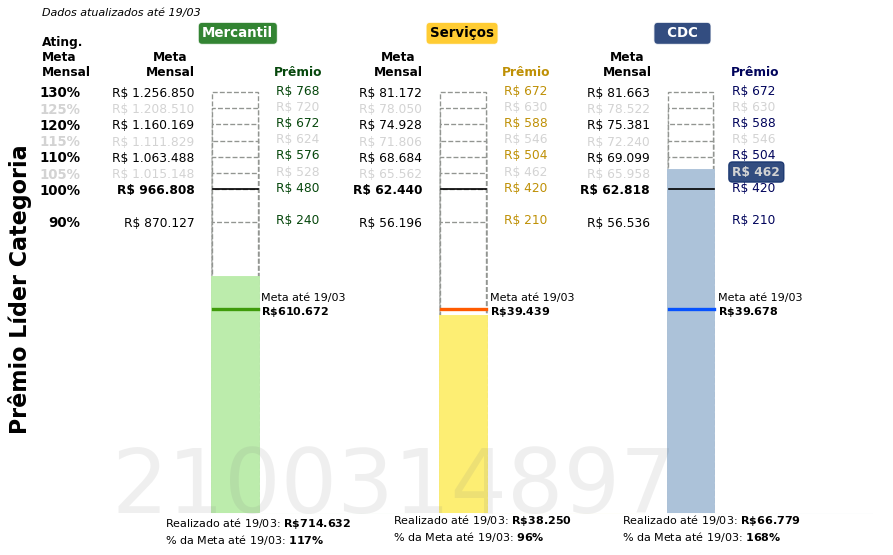 Dados atualizados até 19/03
Mercantil Serviços CDC
Ating.
Meta Meta Meta Meta
Mensal Mensal Prêmio Mensal Prêmio Mensal Prêmio
130% R$ 1.256.850 R$ 768 R$ 81.172 R$ 672 R$ 81.663 R$ 672
125% R$ 1.208.510 R$ 720 R$ 78.050 R$ 630 R$ 78.522 R$ 630
120% R$ 1.160.169 R$ 672 R$ 74.928 R$ 588 R$ 75.381 R$ 588
115% R$ 1.111.829 R$ 624 R$ 71.806 R$ 546 R$ 72.240 R$ 546
110% R$ 1.063.488 R$ 576 R$ 68.684 R$ 504 R$ 69.099 R$ 504
105% R$ 1.015.148 R$ 528 R$ 65.562 R$ 462 R$ 65.958 R$ 462
100% R$ 966.808 R$ 480 R$ 62.440 R$ 420 R$ 62.818 R$ 420
90% R$ 870.127 R$ 240 R$ 56.196 R$ 210 R$ 56.536 R$ 210
Prêmio Líder Categoria
Meta até 19/03 Meta até 19/03 Meta até 19/03
R$610.672 R$39.439 R$39.678
2100314897
Realizado até 19/03: R$714.632 Realizado até 19/03: R$38.250 Realizado até 19/03: R$66.779
% da Meta até 19/03: 117% % da Meta até 19/03: 96% % da Meta até 19/03: 168%